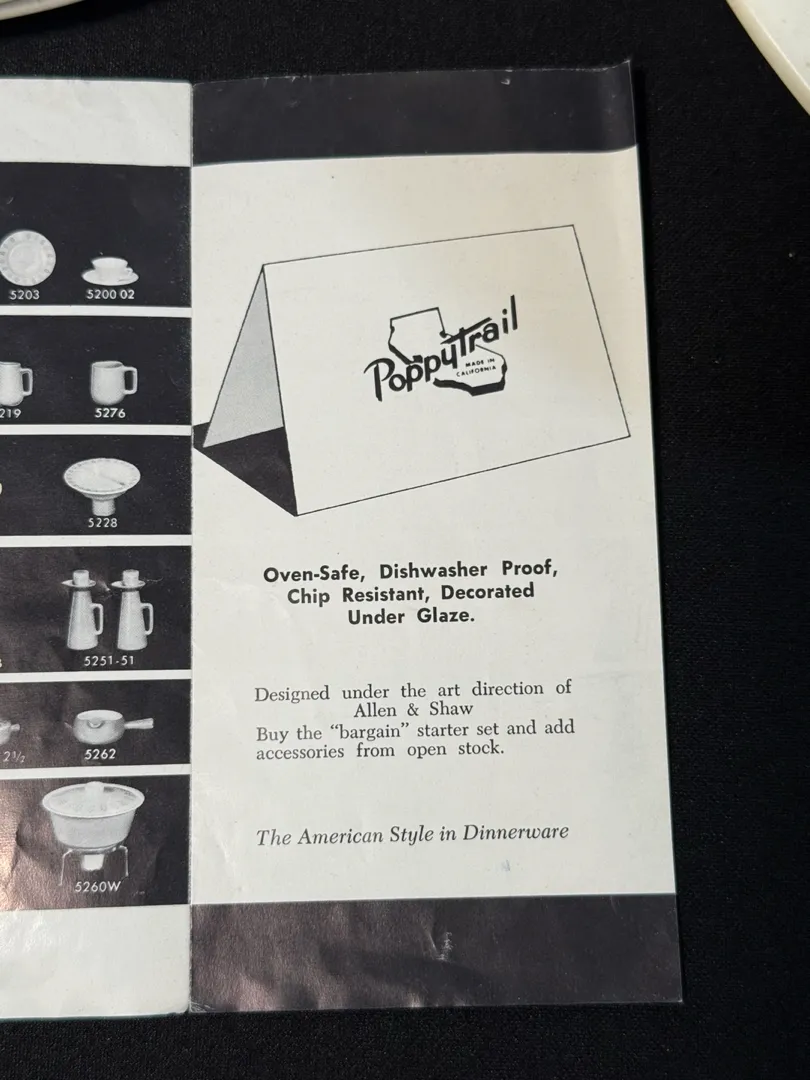 5203
5200 02
219
5276
5228
5251-51
2½
5262
5260W
Poppytrail
MADE IN
CALIFORNIA
Oven-Safe, Dishwasher Proof,
Chip Resistant, Decorated
Under Glaze.
Designed under the art direction of
Allen & Shaw
Buy the "bargain" starter set and add
accessories from open stock.
The American Style in Dinnerware